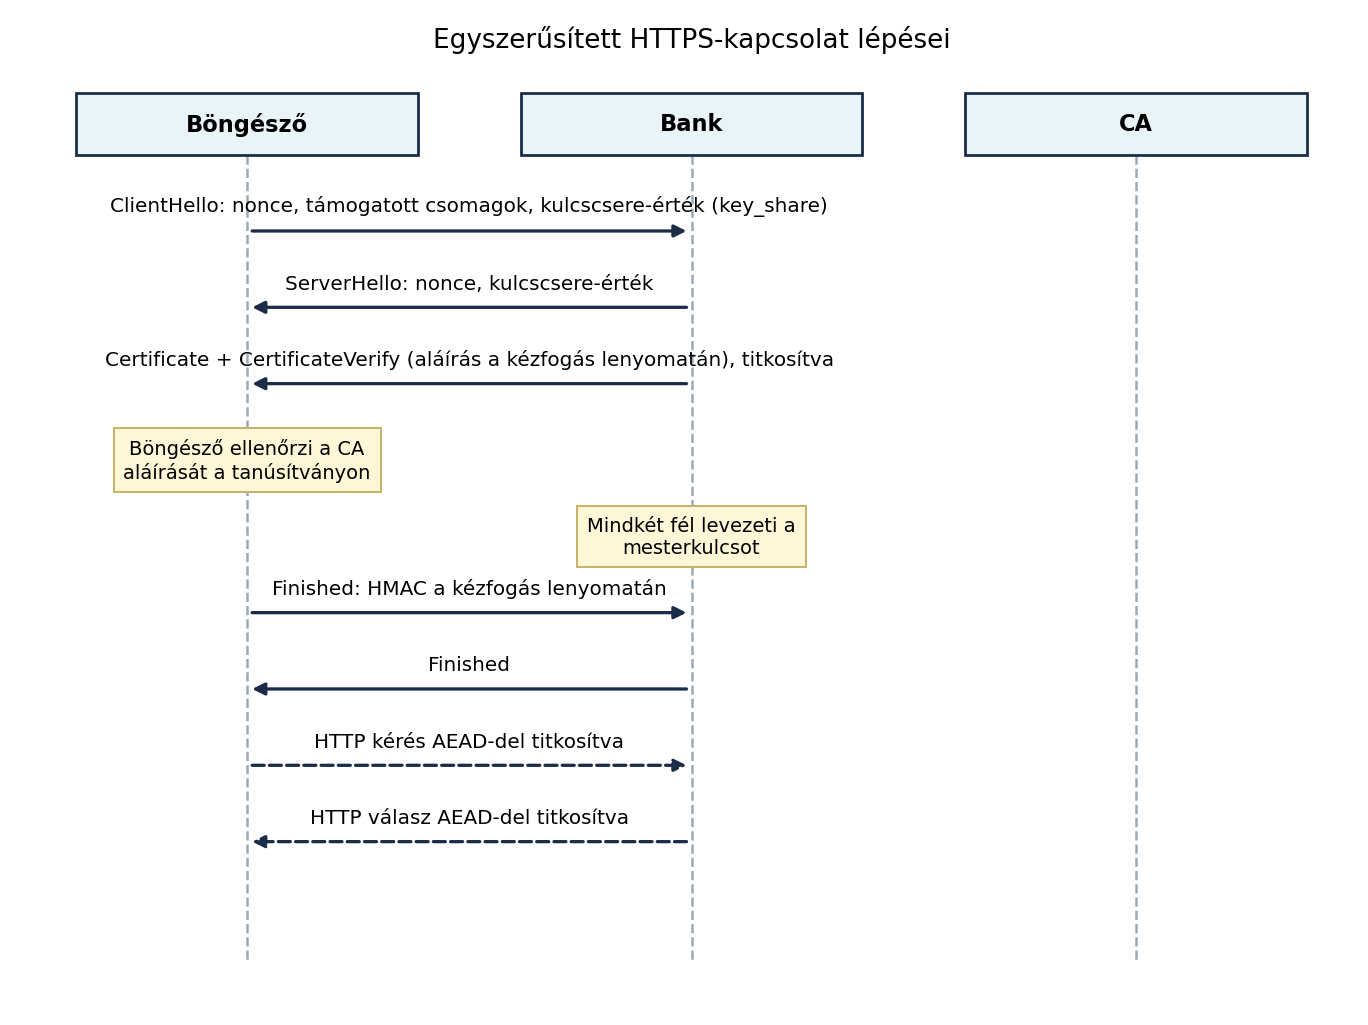 Egyszerűsített HTTPS-kapcsolat lépései
Böngésző
Bank
CA
ClientHello: nonce, támogatott csomagok, kulcscsere-érték (key_share)
ServerHello: nonce, kulcscsere-érték
Certificate + CertificateVerify (aláírás a kézfogás lenyomatán), titkosítva
Böngésző ellenőrzi a CA
aláírását a tanúsítványon
Mindkét fél levezeti a
mesterkulcsot
Finished: HMAC a kézfogás lenyomatán
Finished
HTTP kérés AEAD-del titkosítva
HTTP válasz AEAD-del titkosítva